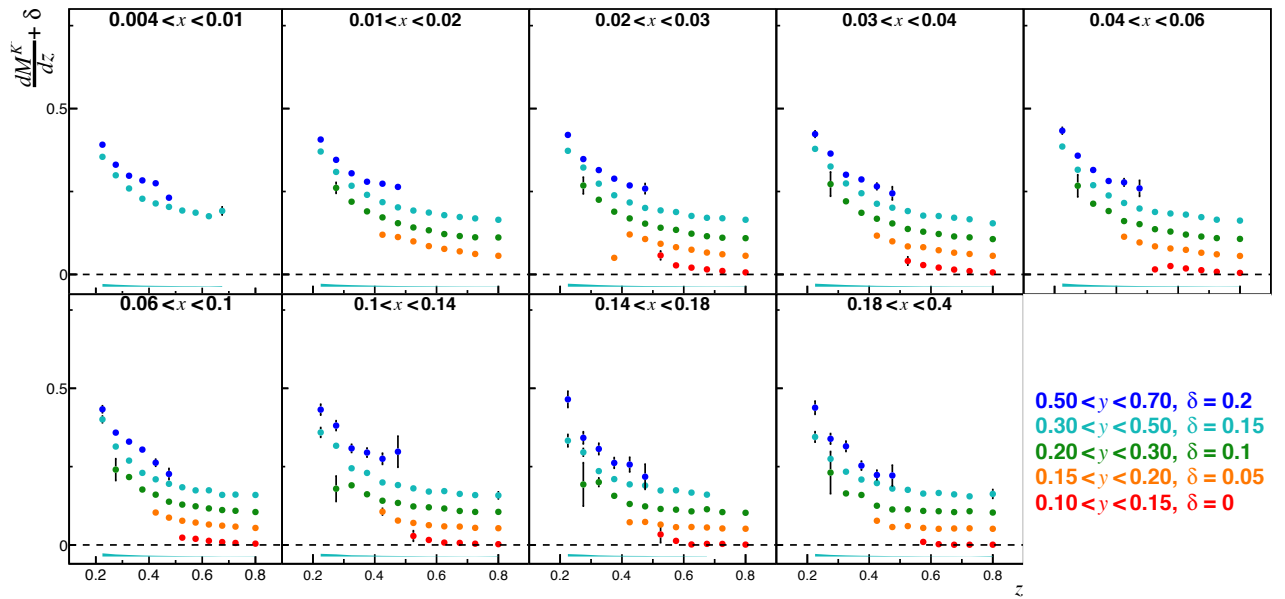 dM^K/dz + δ
0.004 < x < 0.01
0.01 < x < 0.02
0.02 < x < 0.03
0.03 < x < 0.04
0.04 < x < 0.06
0.5
0
0.06 < x < 0.1
0.1 < x < 0.14
0.14 < x < 0.18
0.18 < x < 0.4
0.5
0
0.50 < y < 0.70, δ = 0.2
0.30 < y < 0.50, δ = 0.15
0.20 < y < 0.30, δ = 0.1
0.15 < y < 0.20, δ = 0.05
0.10 < y < 0.15, δ = 0
0.2 0.4 0.6 0.8 0.2 0.4 0.6 0.8 0.2 0.4 0.6 0.8 0.2 0.4 0.6 0.8
z